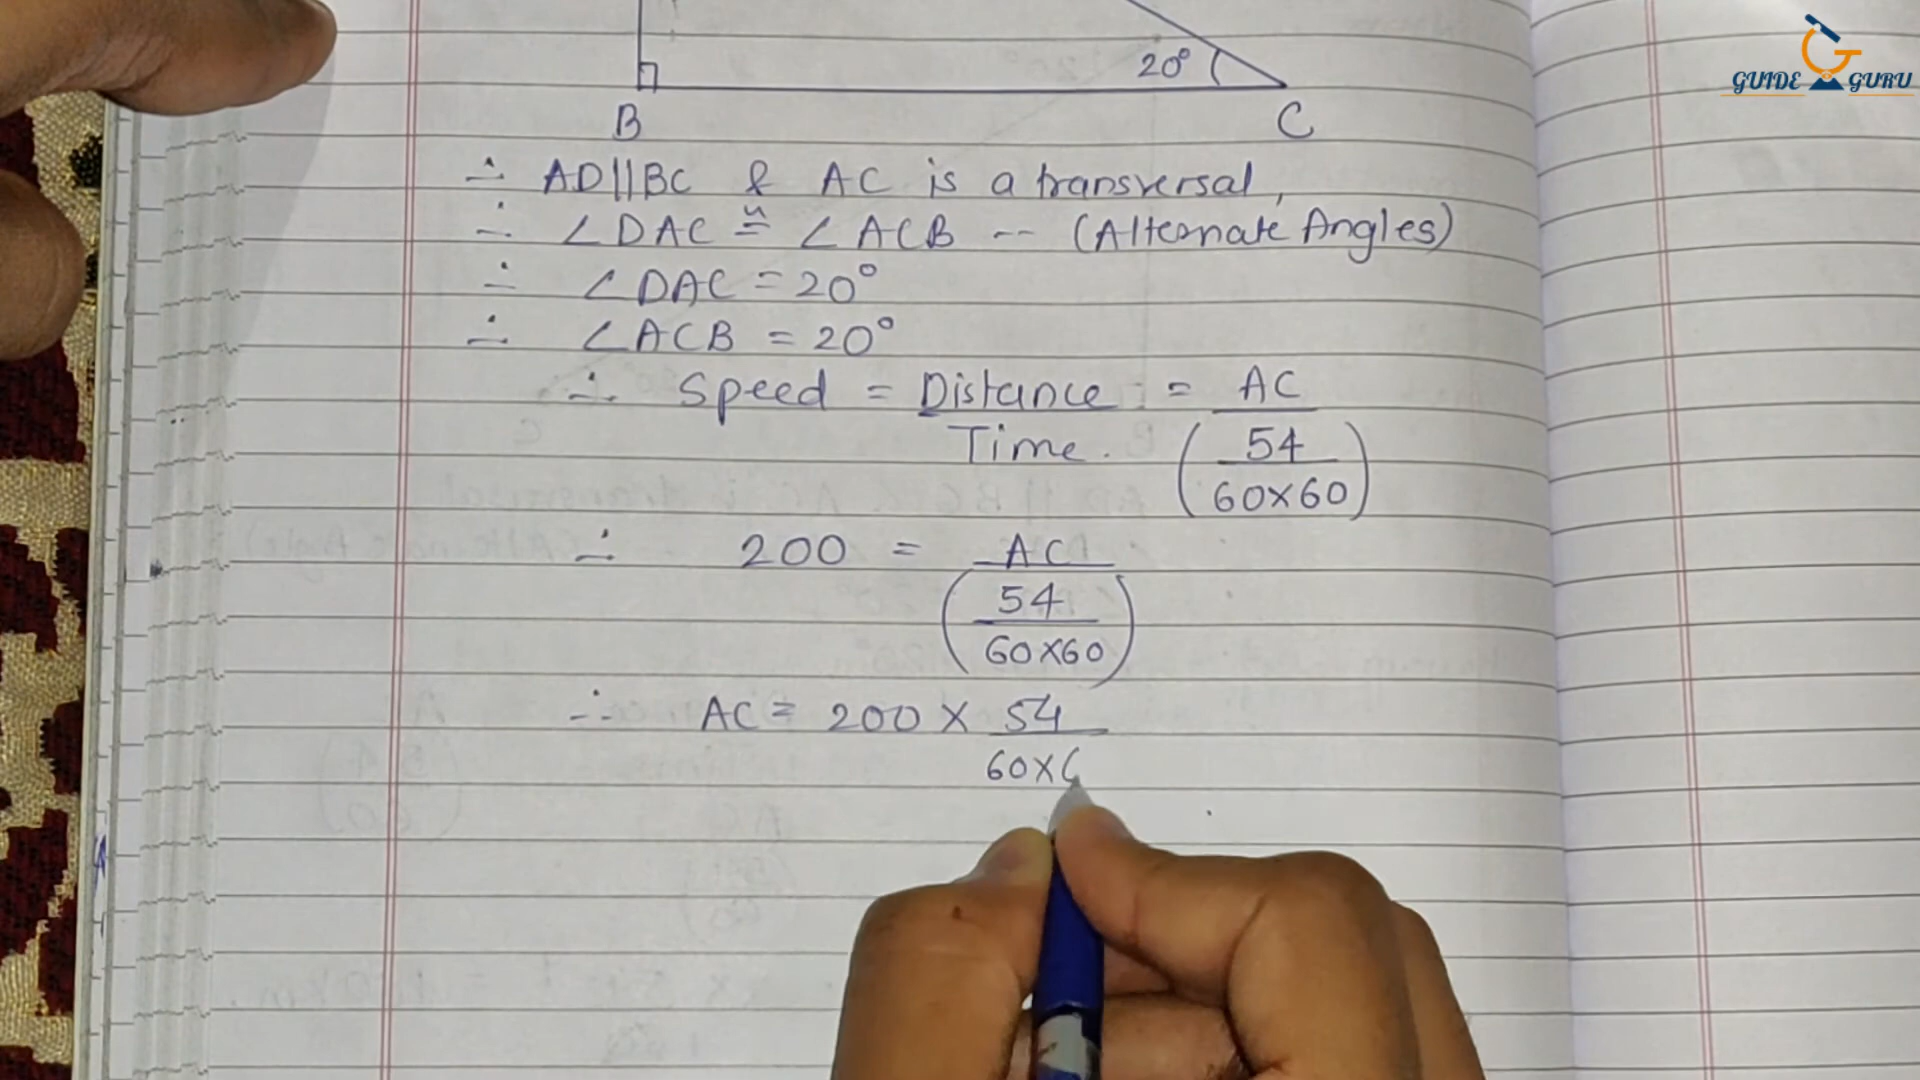 GUIDE GURU
20°
B C
∴ AD||BC & AC is a transversal,
∴ ∠DAC ≅ ∠ACB -- (Alternate Angles)
∴ ∠DAC = 20°
∴ ∠ACB = 20°
∴ Speed = Distance = AC
Time. (54
60×60)
∴ 200 = AC
(54
60×60)
∴ AC = 200 × 54
60×6